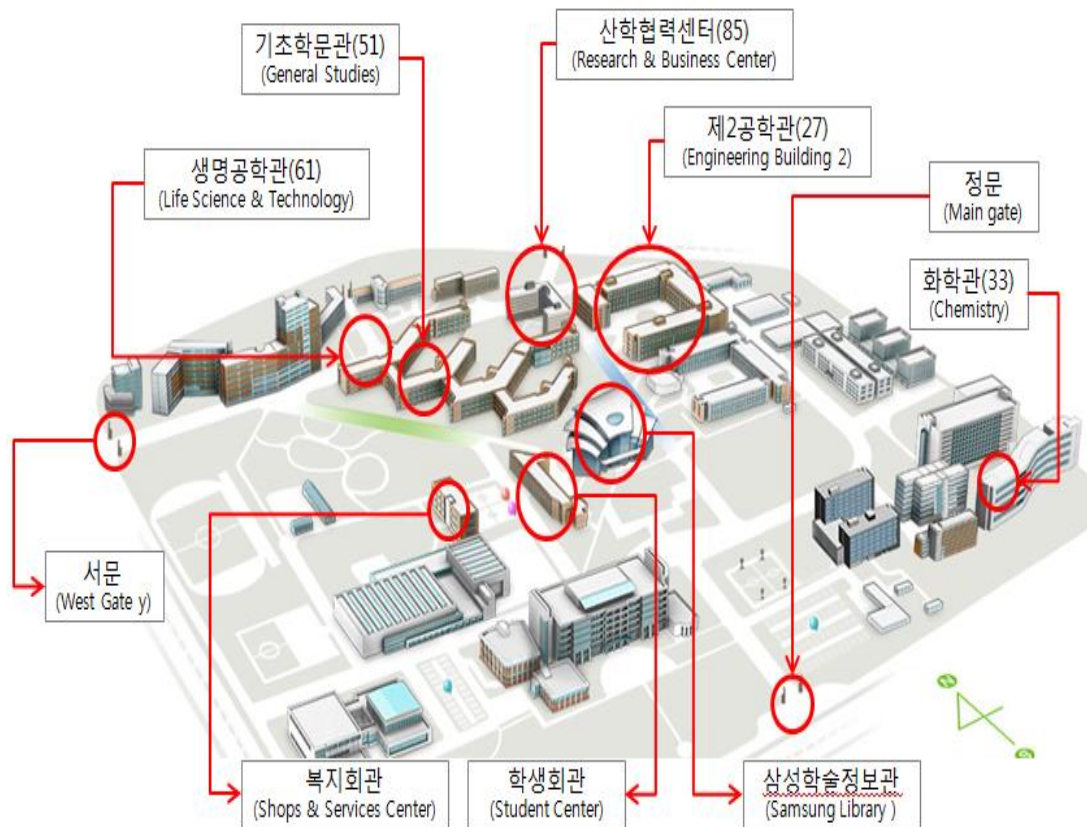 산학협력센터(85)
(Research & Business Center)
기초학문관(51)
(General Studies)
제2공학관(27)
(Engineering Building 2)
생명공학관(61)
(Life Science & Technology)
정문
(Main gate)
화학관(33)
(Chemistry)
서문
(West Gate y)
N
S
복지회관
(Shops & Services Center)
학생회관
(Student Center)
삼성학술정보관
(Samsung Library )